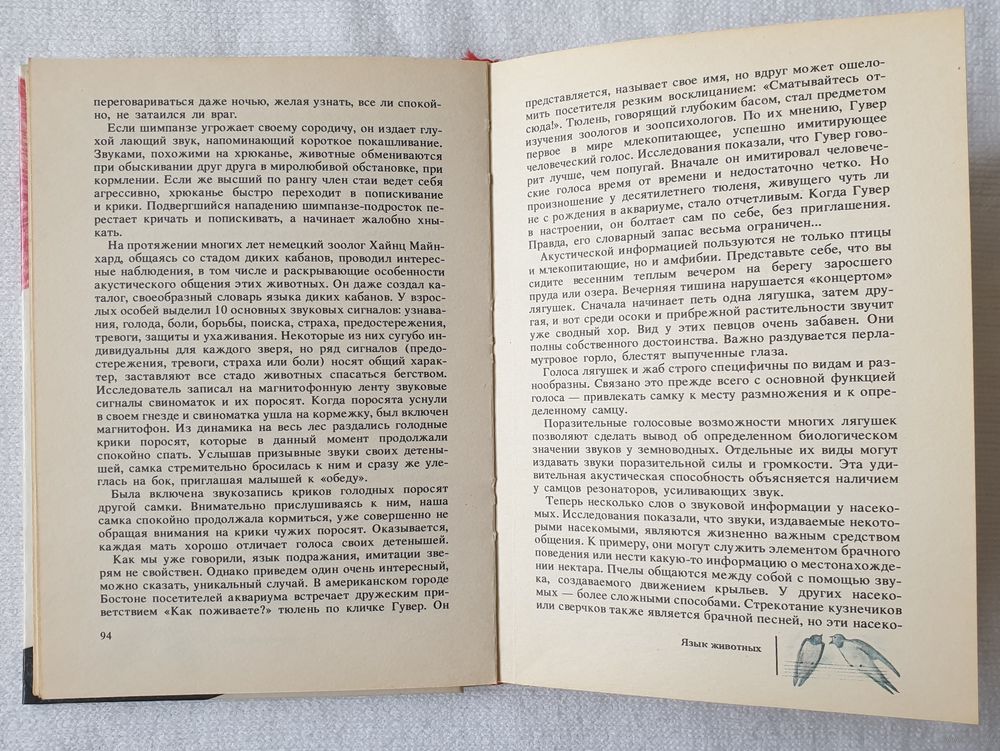 переговариваться даже ночью, желая узнать, все ли спокой-
но, не затаился ли враг.
Если шимпанзе угрожает своему сородичу, он издает глу-
хой лающий звук, напоминающий короткое покашливание.
Звуками, похожими на хрюканье, животные обмениваются
при обыскивании друг друга в миролюбивой обстановке, при
кормлении. Если же высший по рангу член стаи ведет себя
агрессивно, хрюканье быстро переходит в попискивание
и крики. Подвергшийся нападению шимпанзе-подросток пе-
рестает кричать и попискивать, а начинает жалобно хны-
кать.
На протяжении многих лет немецкий зоолог Хайнц Майн-
хард, общаясь со стадом диких кабанов, проводил интерес-
ные наблюдения, в том числе и раскрывающие особенности
акустического общения этих животных. Он даже создал ка-
талог, своеобразный словарь языка диких кабанов. У взрос-
лых особей выделил 10 основных звуковых сигналов: узнава-
ния, голода, боли, борьбы, поиска, страха, предостережения,
тревоги, защиты и ухаживания. Некоторые из них сугубо ин-
дивидуальны для каждого зверя, но ряд сигналов (предо-
стережения, тревоги, страха или боли) носят общий харак-
тер, заставляют все стадо животных спасаться бегством.
Исследователь записал на магнитофонную ленту звуковые
сигналы свиноматок и их поросят. Когда поросята уснули
в своем гнезде и свиноматка ушла на кормежку, был включен
магнитофон. Из динамика на весь лес раздались голодные
крики поросят, которые в данный момент продолжали
спокойно спать. Услышав призывные звуки своих детены-
шей, самка стремительно бросилась к ним и сразу же улег-
лась на бок, приглашая малышей к «обеду».
Была включена звукозапись криков голодных поросят
другой самки. Внимательно прислушиваясь к ним, наша
самка спокойно продолжала кормиться, уже совершенно не
обращая внимания на крики чужих поросят. Оказывается,
каждая мать хорошо отличает голоса своих детенышей.
Как мы уже говорили, язык подражания, имитации зве-
рям не свойствен. Однако приведем один очень интересный,
можно сказать, уникальный случай. В американском городе
Бостоне посетителей аквариума встречает дружеским при-
ветствием «Как поживаете?» тюлень по кличке Гувер. Он
94
представляется, называет свое имя, но вдруг может ошело-
мить посетителя резким восклицанием: «Сматывайтесь от-
сюда!». Тюлень, говорящий глубоким басом, стал предметом
изучения зоологов и зоопсихологов. По их мнению, Гувер
первое в мире млекопитающее, успешно имитирующее
человеческий голос. Исследования показали, что Гувер гово-
рит лучше, чем попугай. Вначале он имитировал человече-
ские голоса время от времени и недостаточно четко. Но
произношение у десятилетнего тюленя, живущего чуть ли
не с рождения в аквариуме, стало отчетливым. Когда Гувер
в настроении, он болтает сам по себе, без приглашения.
Правда, его словарный запас весьма ограничен...
Акустической информацией пользуются не только птицы
и млекопитающие, но и амфибии. Представьте себе, что вы
сидите весенним теплым вечером на берегу заросшего
пруда или озера. Вечерняя тишина нарушается «концертом»
лягушек. Сначала начинает петь одна лягушка, затем дру-
гая, и вот среди осоки и прибрежной растительности звучит
уже сводный хор. Вид у этих певцов очень забавен. Они
полны собственного достоинства. Важно раздувается перла-
мутровое горло, блестят выпученные глаза.
Голоса лягушек и жаб строго специфичны по видам и раз-
нообразны. Связано это прежде всего с основной функцией
голоса — привлекать самку к месту размножения и к опре-
деленному самцу.
Поразительные голосовые возможности многих лягушек
позволяют сделать вывод об определенном биологическом
значении звуков у земноводных. Отдельные их виды могут
издавать звуки поразительной силы и громкости. Эта уди-
вительная акустическая способность объясняется наличием
у самцов резонаторов, усиливающих звук.
Теперь несколько слов о звуковой информации у насеко-
мых. Исследования показали, что звуки, издаваемые некото-
рыми насекомыми, являются жизненно важным средством
общения. К примеру, они могут служить элементом брачного
поведения или нести какую-то информацию о местонахожде-
нии нектара. Пчелы общаются между собой с помощью зву-
ка, создаваемого движением крыльев. У других насеко-
мых — более сложными способами. Стрекотание кузнечиков
или сверчков также является брачной песней, но эти насеко-
Язык животных